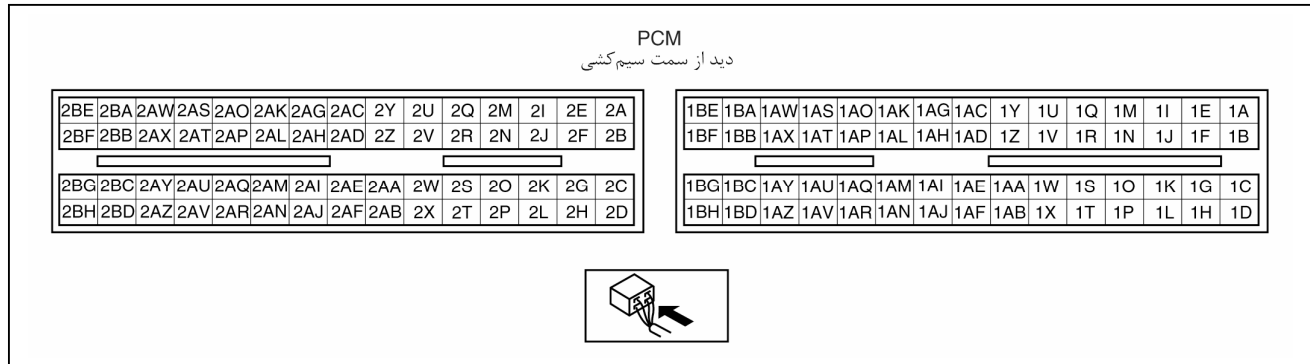 PCM
دید از سمت سیم‌کشی
2BE 2BA 2AW 2AS 2AO 2AK 2AG 2AC 2Y 2U 2Q 2M 2I 2E 2A
2BF 2BB 2AX 2AT 2AP 2AL 2AH 2AD 2Z 2V 2R 2N 2J 2F 2B
2BG 2BC 2AY 2AU 2AQ 2AM 2AI 2AE 2AA 2W 2S 2O 2K 2G 2C
2BH 2BD 2AZ 2AV 2AR 2AN 2AJ 2AF 2AB 2X 2T 2P 2L 2H 2D
1BE 1BA 1AW 1AS 1AO 1AK 1AG 1AC 1Y 1U 1Q 1M 1I 1E 1A
1BF 1BB 1AX 1AT 1AP 1AL 1AH 1AD 1Z 1V 1R 1N 1J 1F 1B
1BG 1BC 1AY 1AU 1AQ 1AM 1AI 1AE 1AA 1W 1S 1O 1K 1G 1C
1BH 1BD 1AZ 1AV 1AR 1AN 1AJ 1AF 1AB 1X 1T 1P 1L 1H 1D